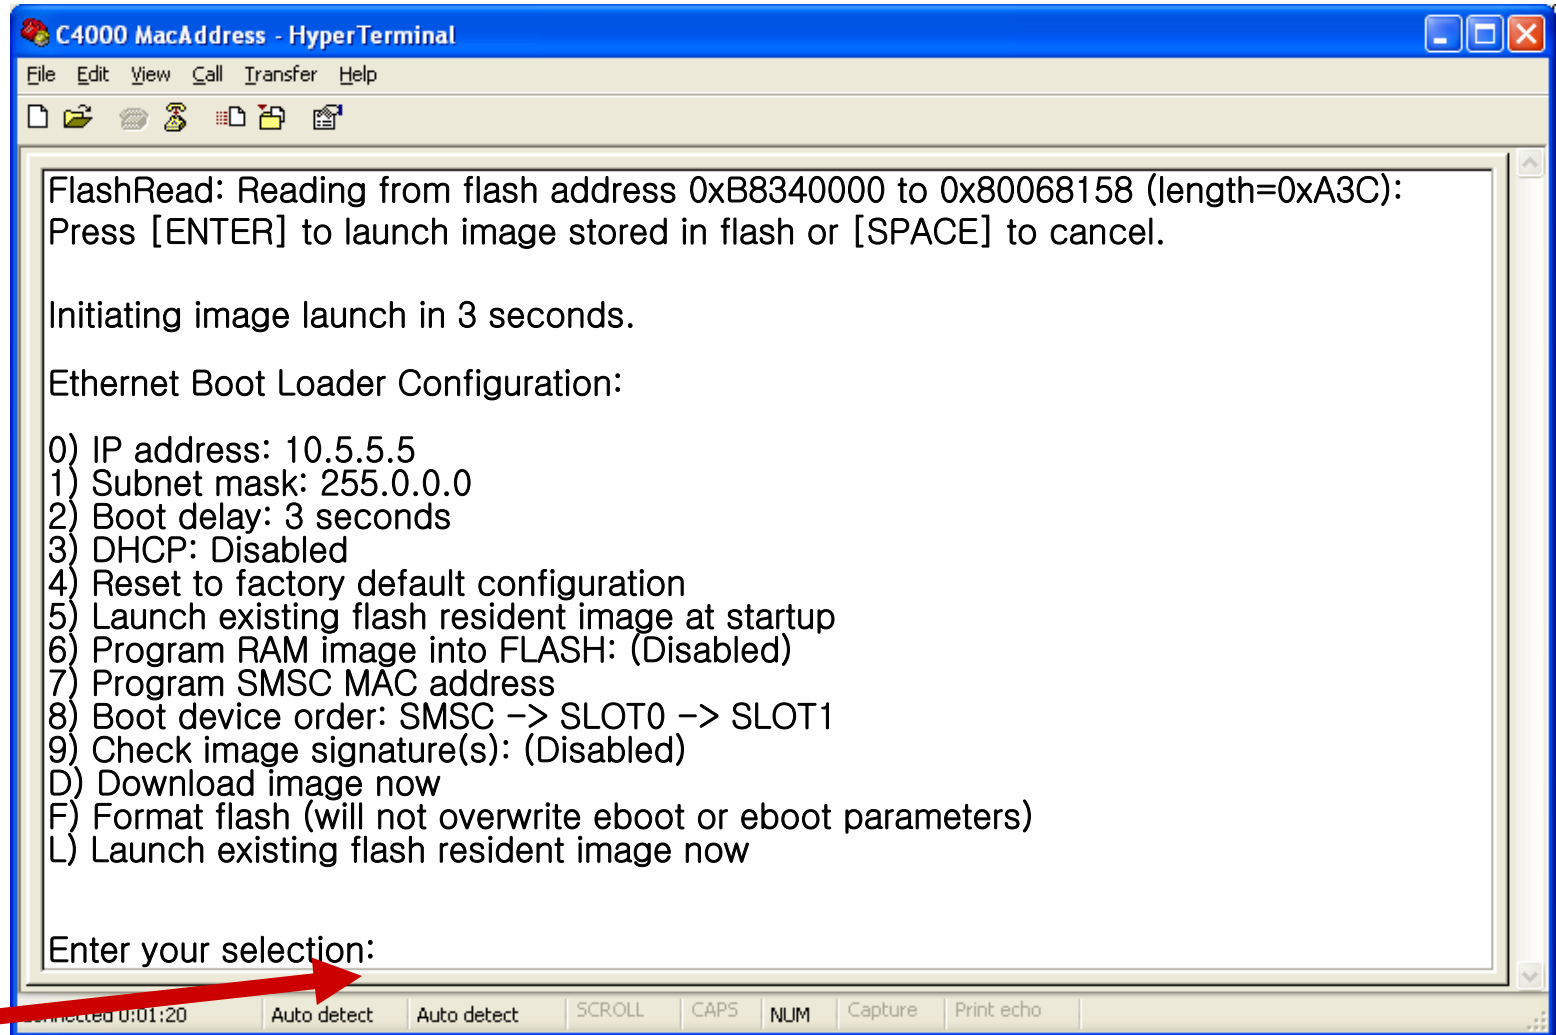 C4000 MacAddress - HyperTerminal
File Edit View Call Transfer Help
FlashRead: Reading from flash address 0xB8340000 to 0x80068158 (length=0xA3C):
Press [ENTER] to launch image stored in flash or [SPACE] to cancel.
Initiating image launch in 3 seconds.
Ethernet Boot Loader Configuration:
0) IP address: 10.5.5.5
1) Subnet mask: 255.0.0.0
2) Boot delay: 3 seconds
3) DHCP: Disabled
4) Reset to factory default configuration
5) Launch existing flash resident image at startup
6) Program RAM image into FLASH: (Disabled)
7) Program SMSC MAC address
8) Boot device order: SMSC -> SLOT0 -> SLOT1
9) Check image signature(s): (Disabled)
D) Download image now
F) Format flash (will not overwrite eboot or eboot parameters)
L) Launch existing flash resident image now
Enter your selection:
0:01:20 Auto detect Auto detect SCROLL CAPS NUM Capture Print echo